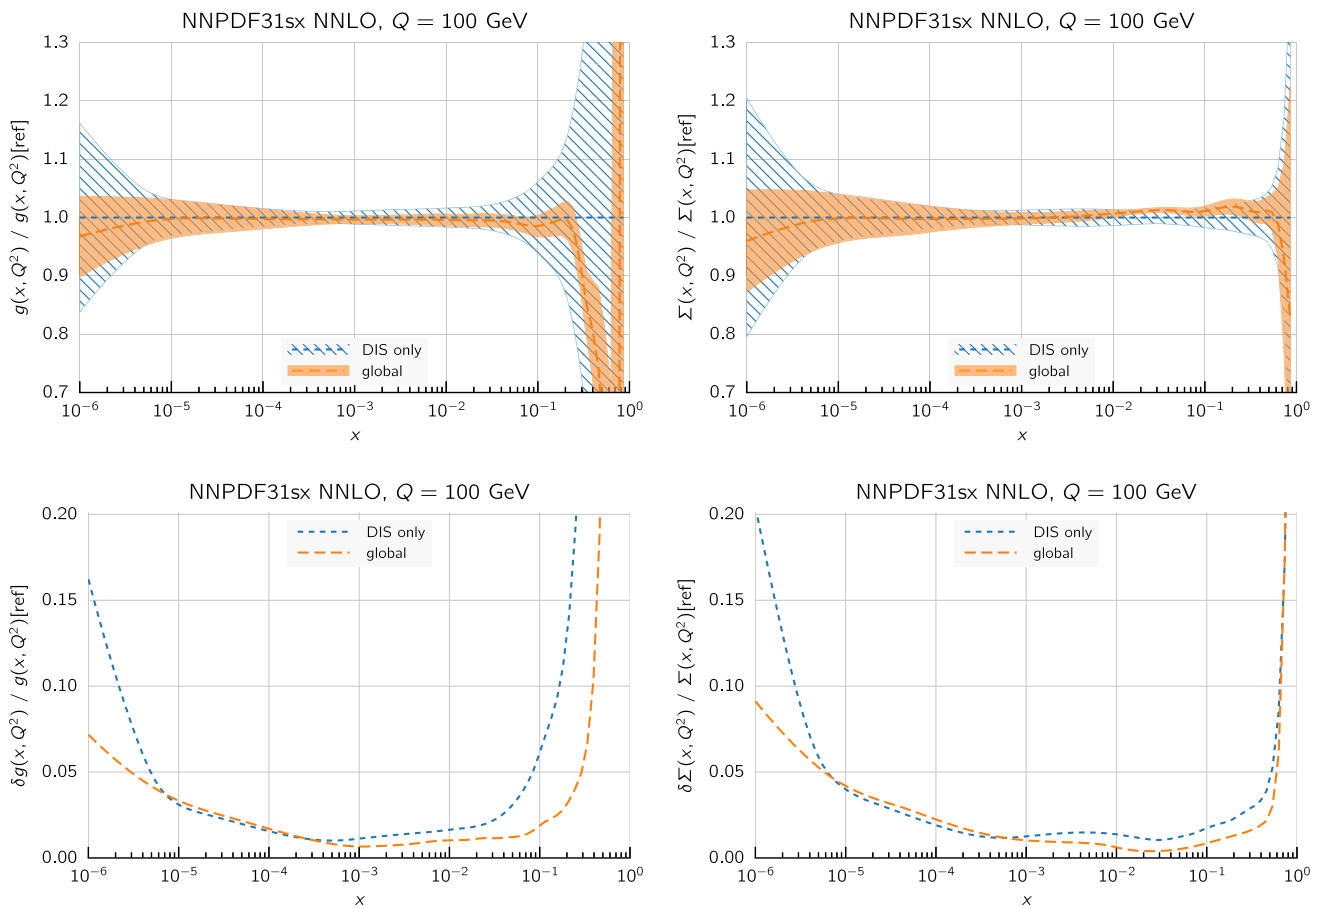 NNPDF31sx NNLO, Q = 100 GeV
g(x, Q²) / g(x, Q²)[ref]
1.3
1.2
1.1
1.0
0.9
0.8
0.7
DIS only
global
10⁻⁶ 10⁻⁵ 10⁻⁴ 10⁻³ 10⁻² 10⁻¹ 10⁰
x
NNPDF31sx NNLO, Q = 100 GeV
Σ(x, Q²) / Σ(x, Q²)[ref]
1.3
1.2
1.1
1.0
0.9
0.8
0.7
DIS only
global
10⁻⁶ 10⁻⁵ 10⁻⁴ 10⁻³ 10⁻² 10⁻¹ 10⁰
x
NNPDF31sx NNLO, Q = 100 GeV
δg(x, Q²) / g(x, Q²)[ref]
0.20
0.15
0.10
0.05
0.00
DIS only
global
10⁻⁶ 10⁻⁵ 10⁻⁴ 10⁻³ 10⁻² 10⁻¹ 10⁰
x
NNPDF31sx NNLO, Q = 100 GeV
δΣ(x, Q²) / Σ(x, Q²)[ref]
0.20
0.15
0.10
0.05
0.00
DIS only
global
10⁻⁶ 10⁻⁵ 10⁻⁴ 10⁻³ 10⁻² 10⁻¹ 10⁰
x